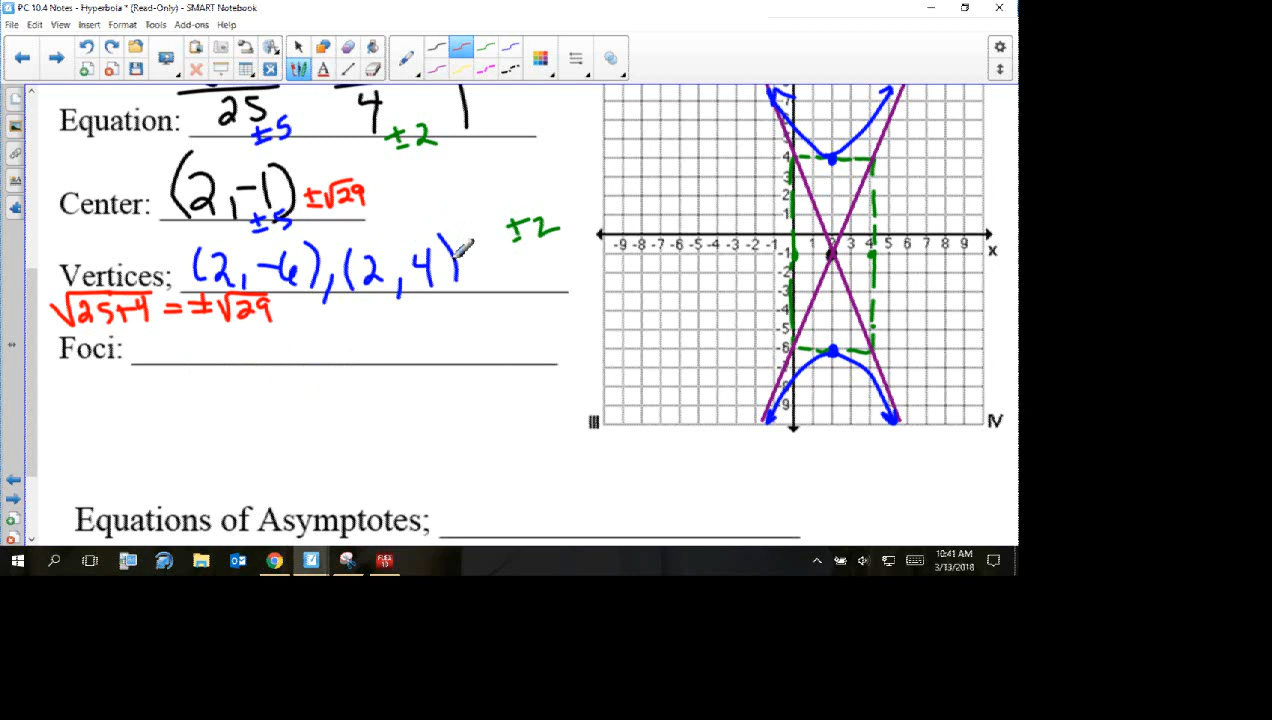 PC 10.4 Notes - Hyperbola * (Read-Only) - SMART Notebook
File Edit View Insert Format Tools Add-ons Help
Equation: 25 ±5 4 ±2 1
Center: (2,-1) ±√29
±5 ±2
Vertices; (2,-6),(2,4)
√25+4 = ±√29
Foci:
Equations of Asymptotes;
4
3
2
1
-9 -8 -7 -6 -5 -4 -3 -2 -1 1 2 3 4 5 6 7 8 9 x
-1
-2
-3
-4
-5
-6
9
III IV
10:41 AM
3/13/2018